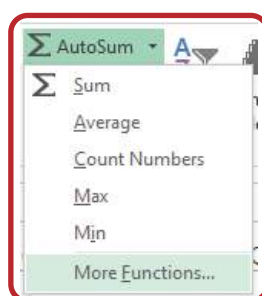 Σ AutoSum
Σ Sum
Average
Count Numbers
Max
Min
More Functions...